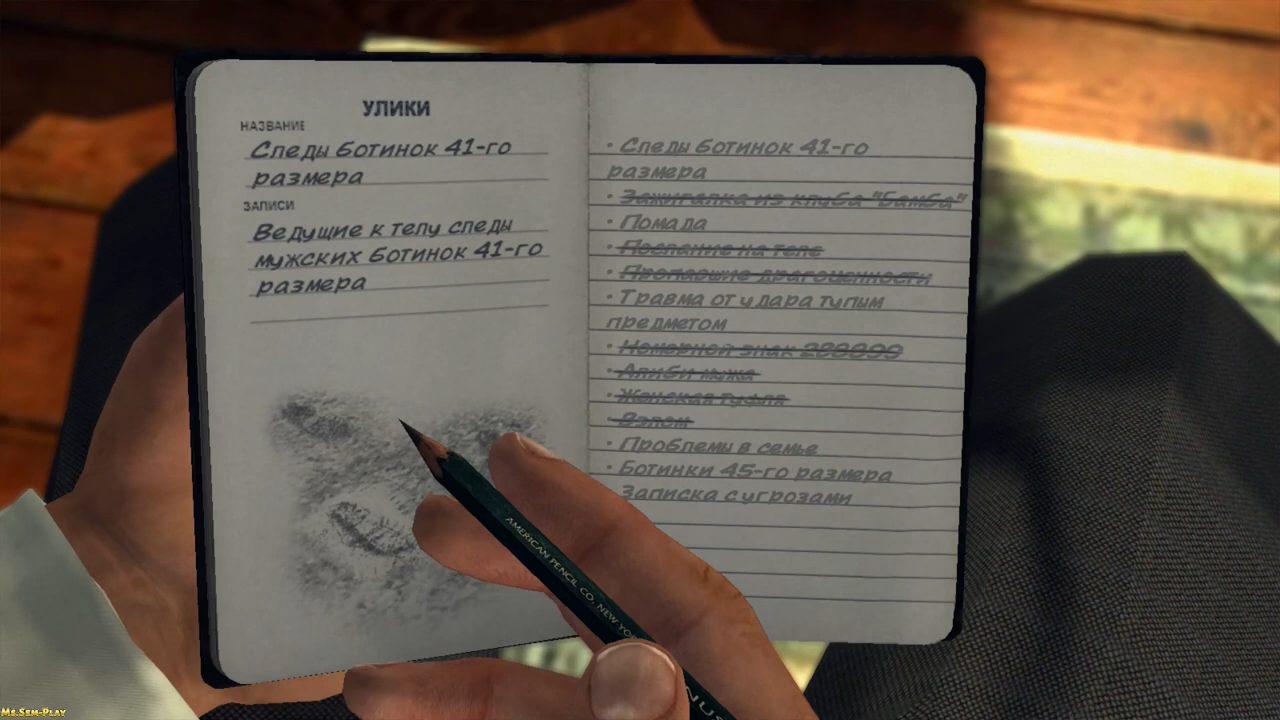 УЛИКИ
НАЗВАНИЕ
Следы ботинок 41-го
размера
ЗАПИСИ
Ведущие к телу следы
мужских ботинок 41-го
размера
• Следы ботинок 41-го
размера
• Зажигалка из клуба "Бамба"
• Помада
• Послание на теле
• Пропавшие драгоценности
• Травма от удара тупым
предметом
• Номерной знак
• Алиби мужа
• Женская туфля
• Взлом
• Проблемы в семье
• Ботинки 45-го размера
Записка с угрозами
AMERICAN PENCIL CO. NEW YO
NUS
Ms.Sem-Play